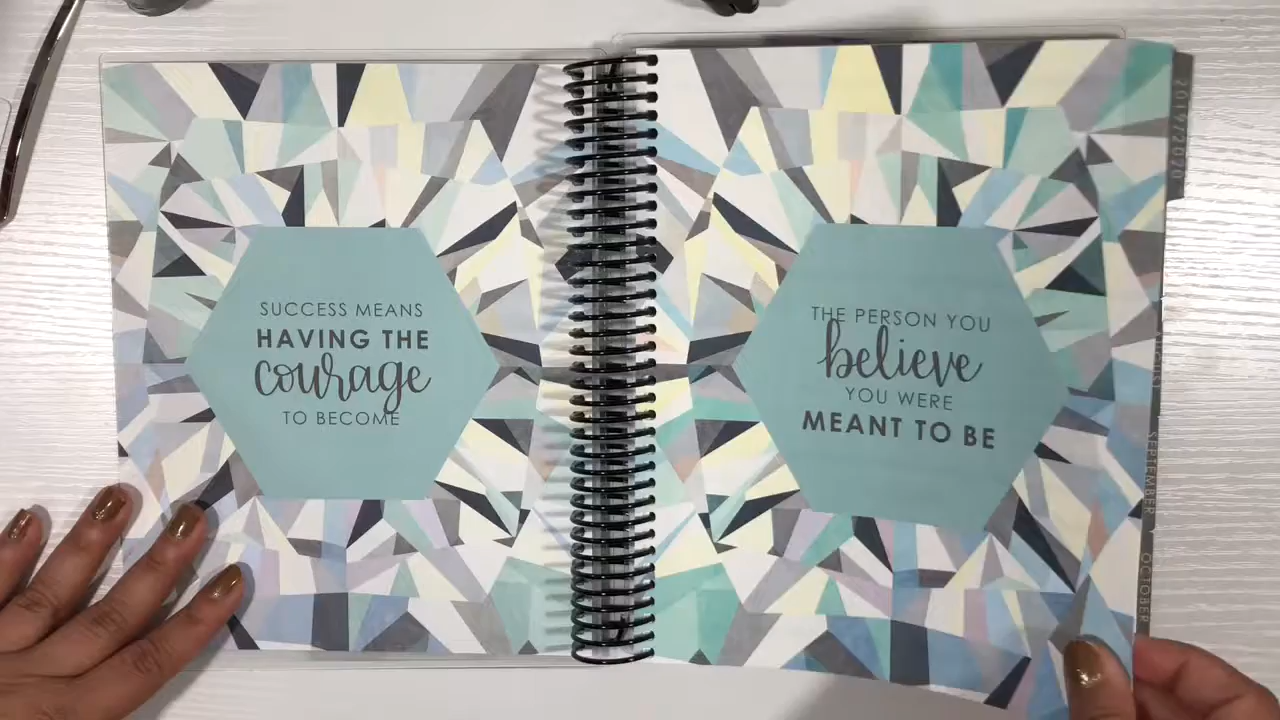 SUCCESS MEANS
HAVING THE
courage
TO BECOME
THE PERSON YOU
believe
YOU WERE
MEANT TO BE
2019/2020
AUGUST
SEPTEMBER
OCTOBER